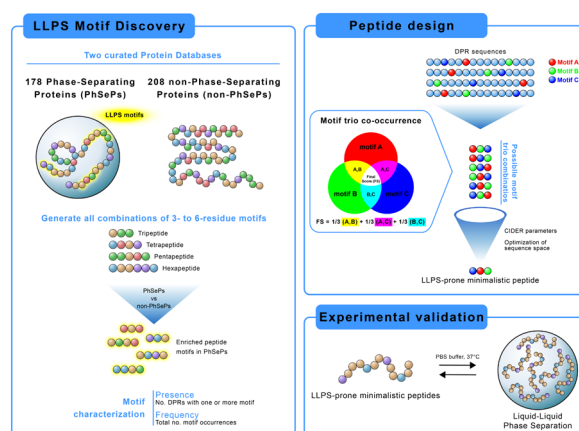 LLPS Motif Discovery
Two curated Protein Databases
178 Phase-Separating
Proteins (PhSePs)
208 non-Phase-Separating
Proteins (non-PhSePs)
LLPS motifs
Generate all combinations of 3- to 6-residue motifs
Tripeptide
Tetrapeptide
Pentapeptide
Hexapeptide
PhSePs
vs
non-PhSePs
Enriched peptide
motifs in PhSePs
Motif
characterization
Presence
No. DPRs with one or more motif
Frequency
Total no. motif occurrences
Peptide design
DPR sequences
Motif A
Motif B
Motif C
Motif trio co-occurrence
motif A
A,B
A,C
Final
Score (FS)
motif B
B,C
motif C
FS = 1/3 (A,B) + 1/3 (A,C) + 1/3 (B,C)
Possibile motif
trio combinatios
CIDER parameters
Optimization of
sequence space
LLPS-prone minimalistic peptide
Experimental validation
PBS buffer, 37°C
LLPS-prone minimalistic peptides
Liquid-Liquid
Phase Separation